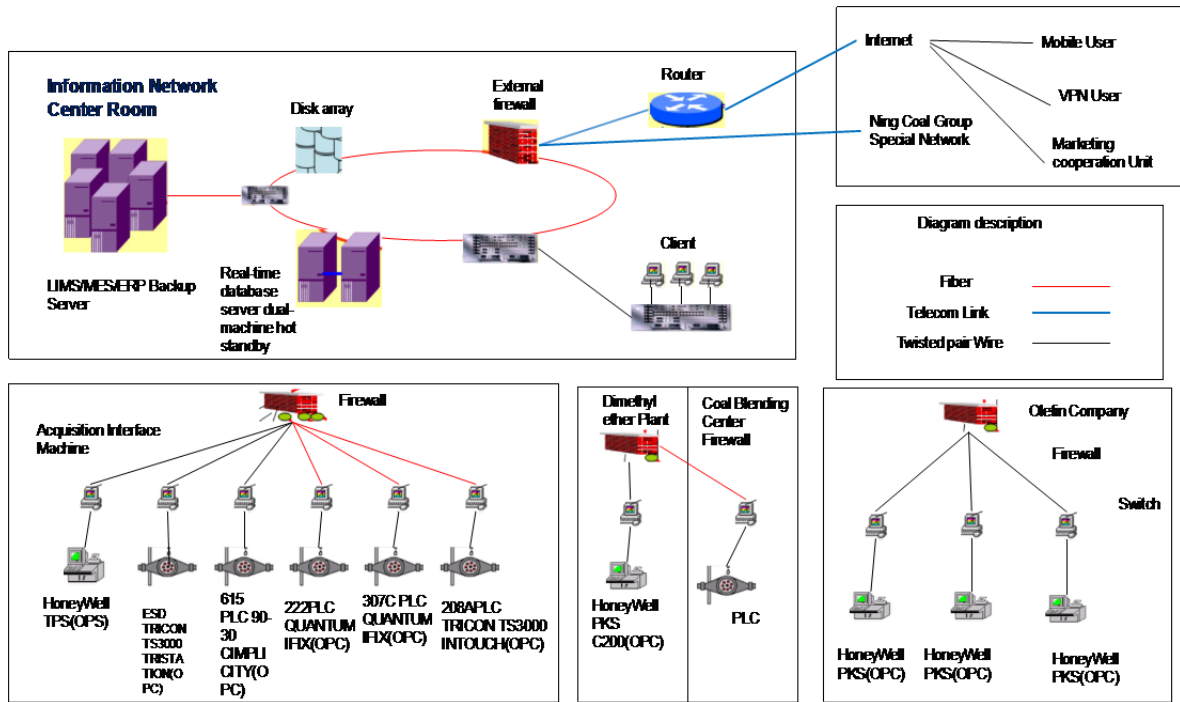 Information Network
Center Room
Disk array
External
firewall
Router
LIMS/MES/ERP Backup
Server
Real-time
database
server dual-
machine hot
standby
Client
Internet
Mobile User
VPN User
Ning Coal Group
Special Network
Marketing
cooperation Unit
Diagram description
Fiber
Telecom Link
Twisted pair Wire
Firewall
Acquisition Interface
Machine
HoneyWell
TPS(OPS)
ESD
TRICON
TS3000
TRISTA
TION(O
PC)
615
PLC 90-
30
CIMPLI
CITY(O
PC)
222PLC
QUANTUM
IFIX(OPC)
307C PLC
QUANTUM
IFIX(OPC)
208APLC
TRICON TS3000
INTOUCH(OPC)
Dimethyl
ether Plant
HoneyWell
PKS
C200(OPC)
Coal Blending
Center
Firewall
PLC
Olefin Company
Firewall
Switch
HoneyWell
PKS(OPC)
HoneyWell
PKS(OPC)
HoneyWell
PKS(OPC)